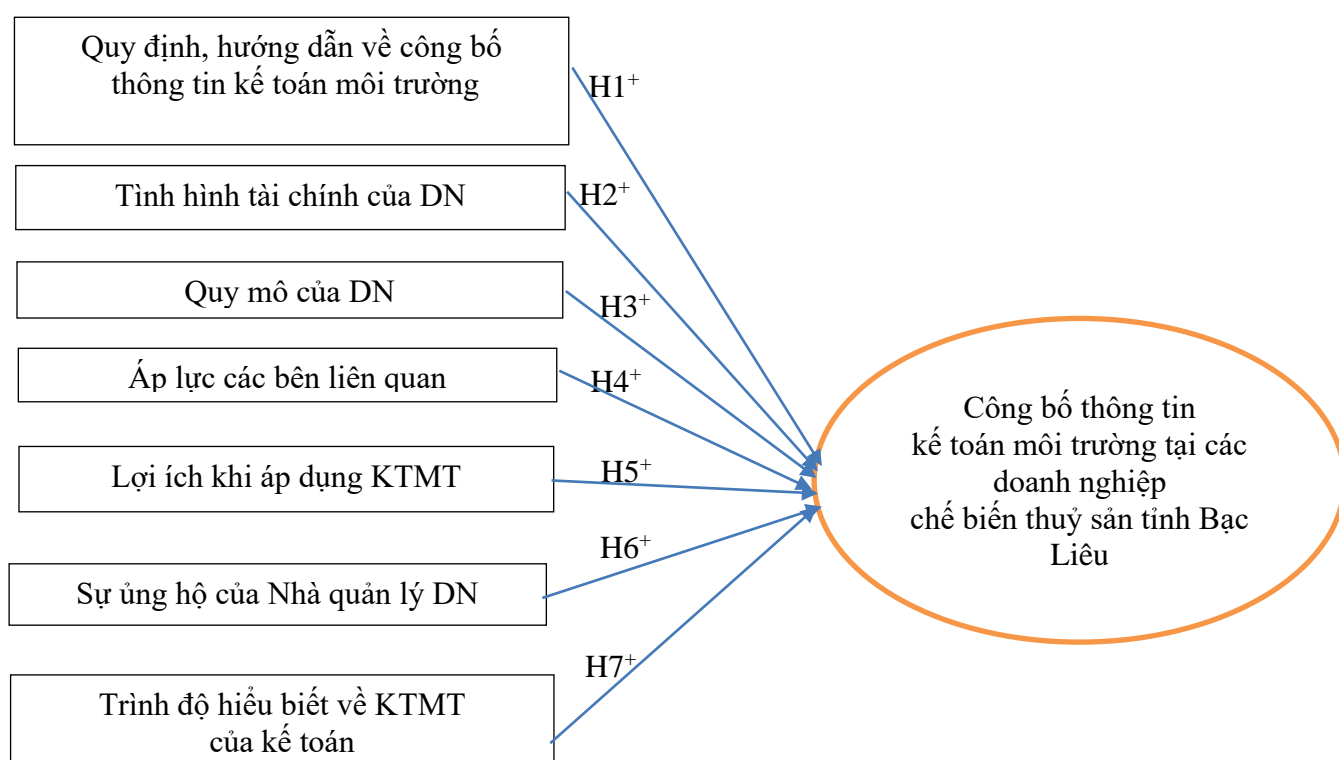 Quy định, hướng dẫn về công bố
thông tin kế toán môi trường
H1+
Tình hình tài chính của DN
H2+
Quy mô của DN
H3+
Áp lực các bên liên quan
H4+
Lợi ích khi áp dụng KTMT
H5+
Sự ủng hộ của Nhà quản lý DN
H6+
Trình độ hiểu biết về KTMT
của kế toán
H7+
Công bố thông tin
kế toán môi trường tại các
doanh nghiệp
chế biến thuỷ sản tỉnh Bạc
Liêu